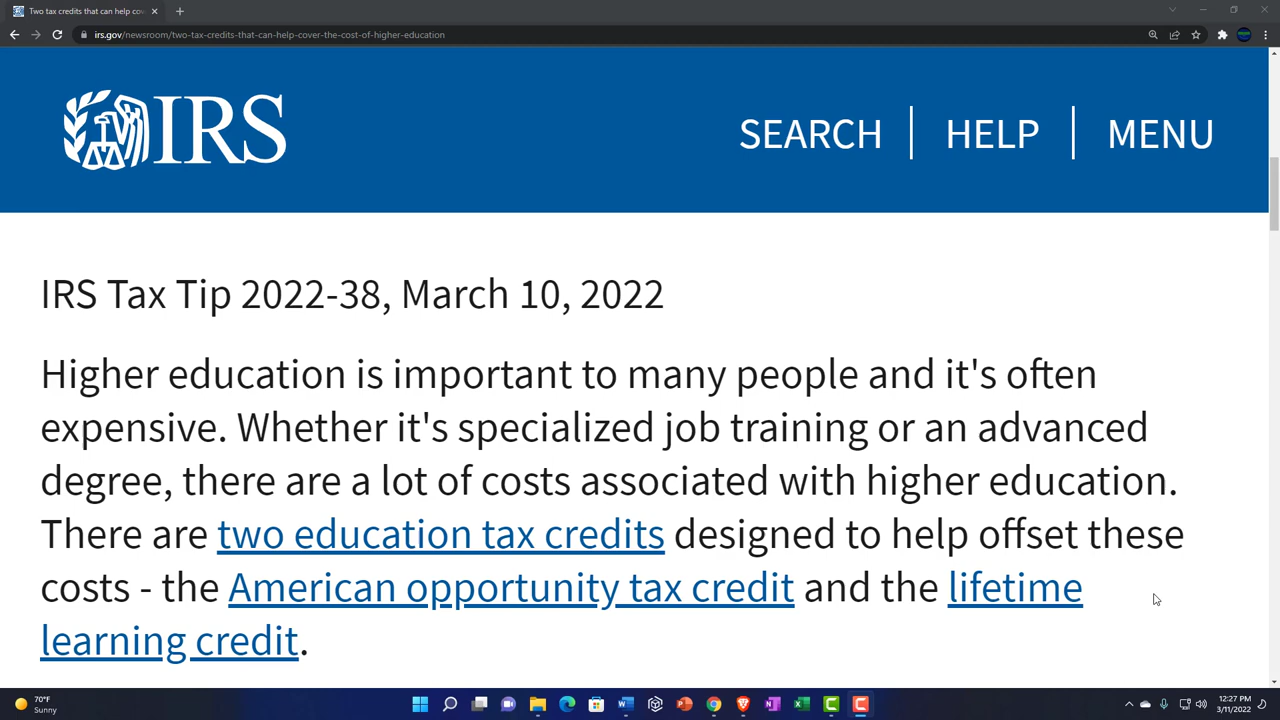 Two tax credits that can help cov
irs.gov/newsroom/two-tax-credits-that-can-help-cover-the-cost-of-higher-education
IRS
SEARCH | HELP | MENU
IRS Tax Tip 2022-38, March 10, 2022
Higher education is important to many people and it's often
expensive. Whether it's specialized job training or an advanced
degree, there are a lot of costs associated with higher education.
There are two education tax credits designed to help offset these
costs - the American opportunity tax credit and the lifetime
learning credit.
70°F
Sunny
12:27 PM
3/11/2022